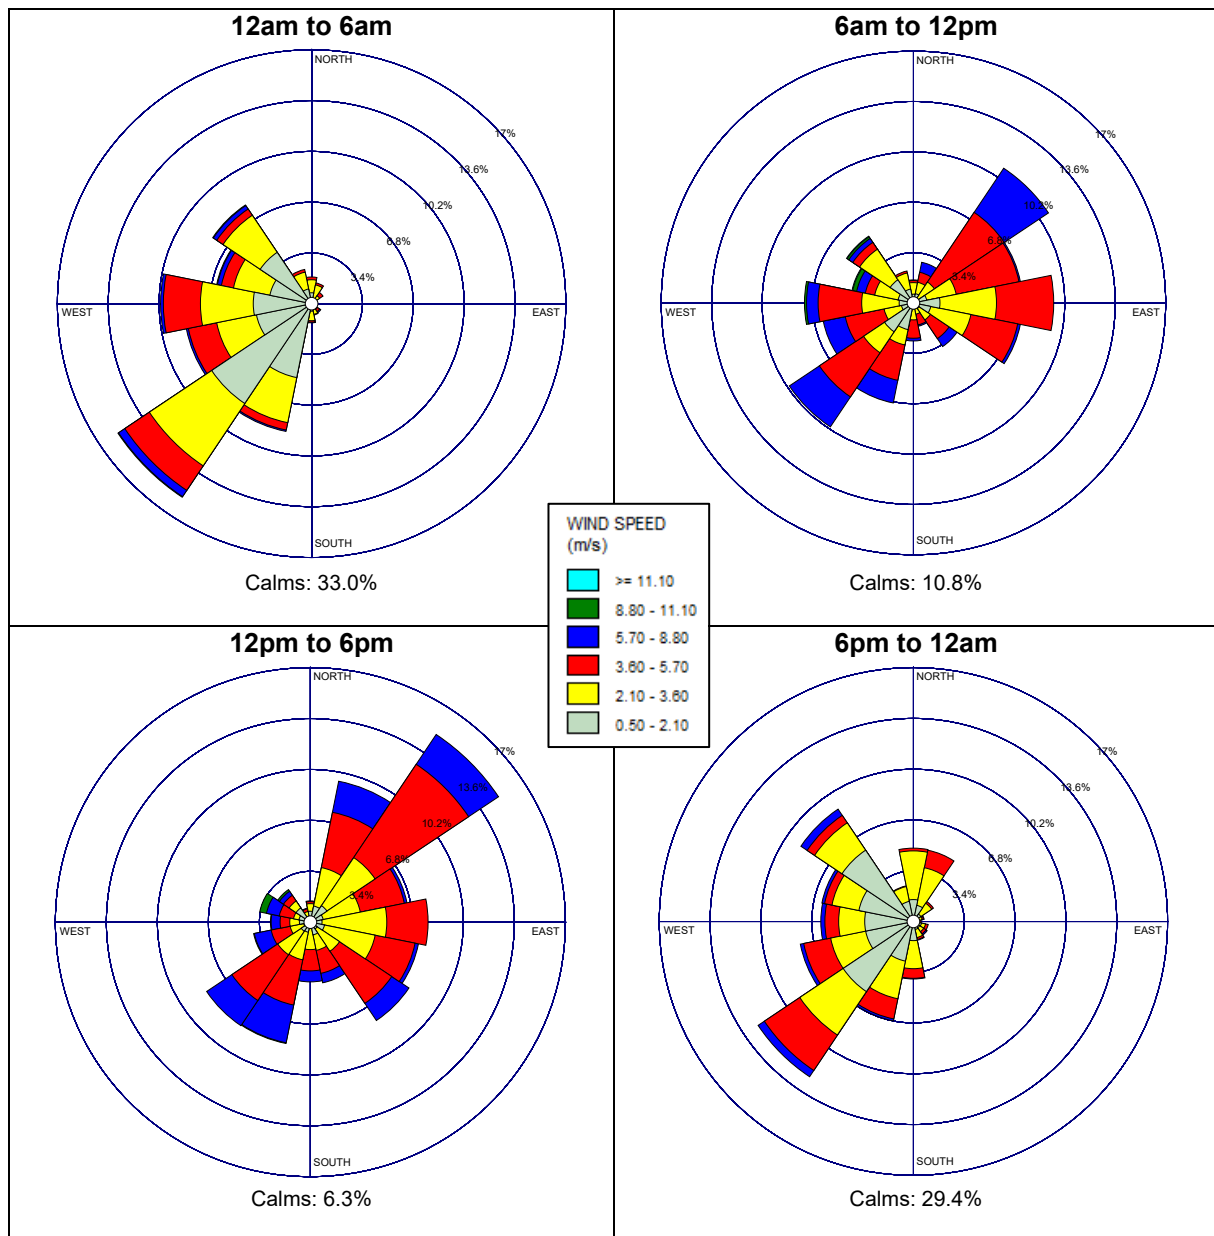 12am to 6am
NORTH
17%
13.6%
10.2%
6.8%
3.4%
WEST
EAST
SOUTH
Calms: 33.0%
6am to 12pm
NORTH
17%
13.6%
10.2%
6.8%
3.4%
WEST
EAST
SOUTH
Calms: 10.8%
WIND SPEED
(m/s)
>= 11.10
8.80 - 11.10
5.70 - 8.80
3.60 - 5.70
2.10 - 3.60
0.50 - 2.10
12pm to 6pm
NORTH
17%
13.6%
10.2%
6.8%
3.4%
WEST
EAST
SOUTH
Calms: 6.3%
6pm to 12am
NORTH
17%
13.6%
10.2%
6.8%
3.4%
WEST
EAST
SOUTH
Calms: 29.4%